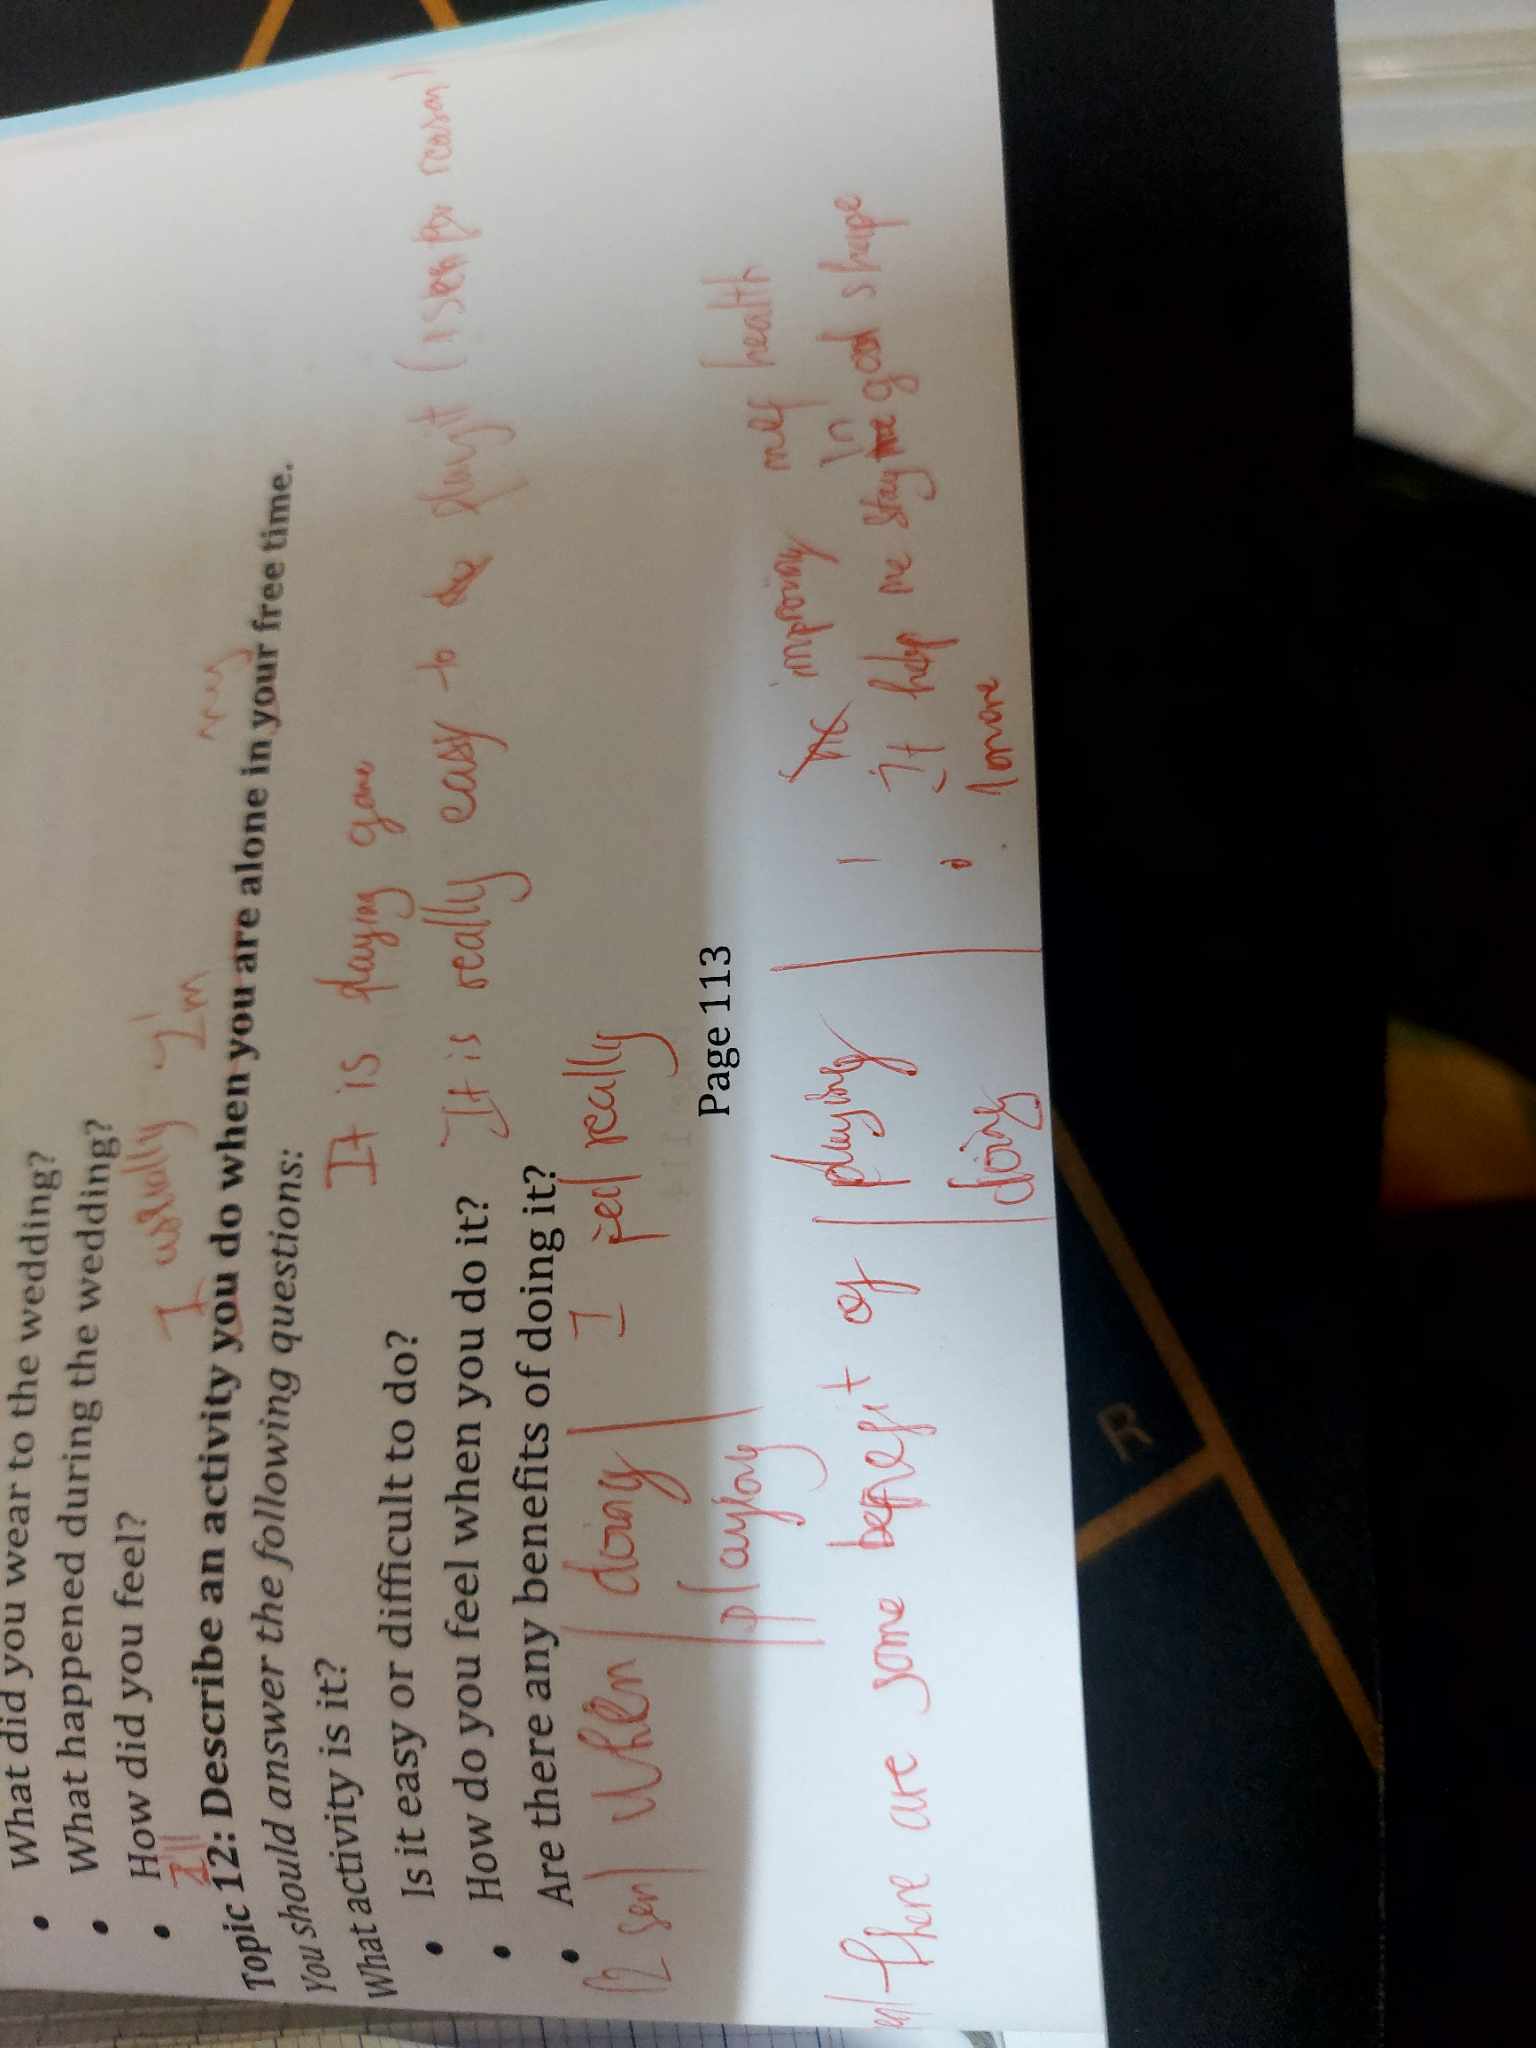 What did you wear to the wedding?
What happened during the wedding?
How did you feel?
I'll I usually I'm my
Topic 12: Describe an activity you do when you are alone in your free time.
You should answer the following questions:
What activity is it?
It is playing game
Is it easy or difficult to do?
How do you feel when you do it?
It is really easy to play it (1 sen for reason)
Are there any benefits of doing it?
(2 sen) When doing I feel really
playing
Page 113
improving my health
There are some benefit of playing
It help me stay in good shape
doing
1 more
R